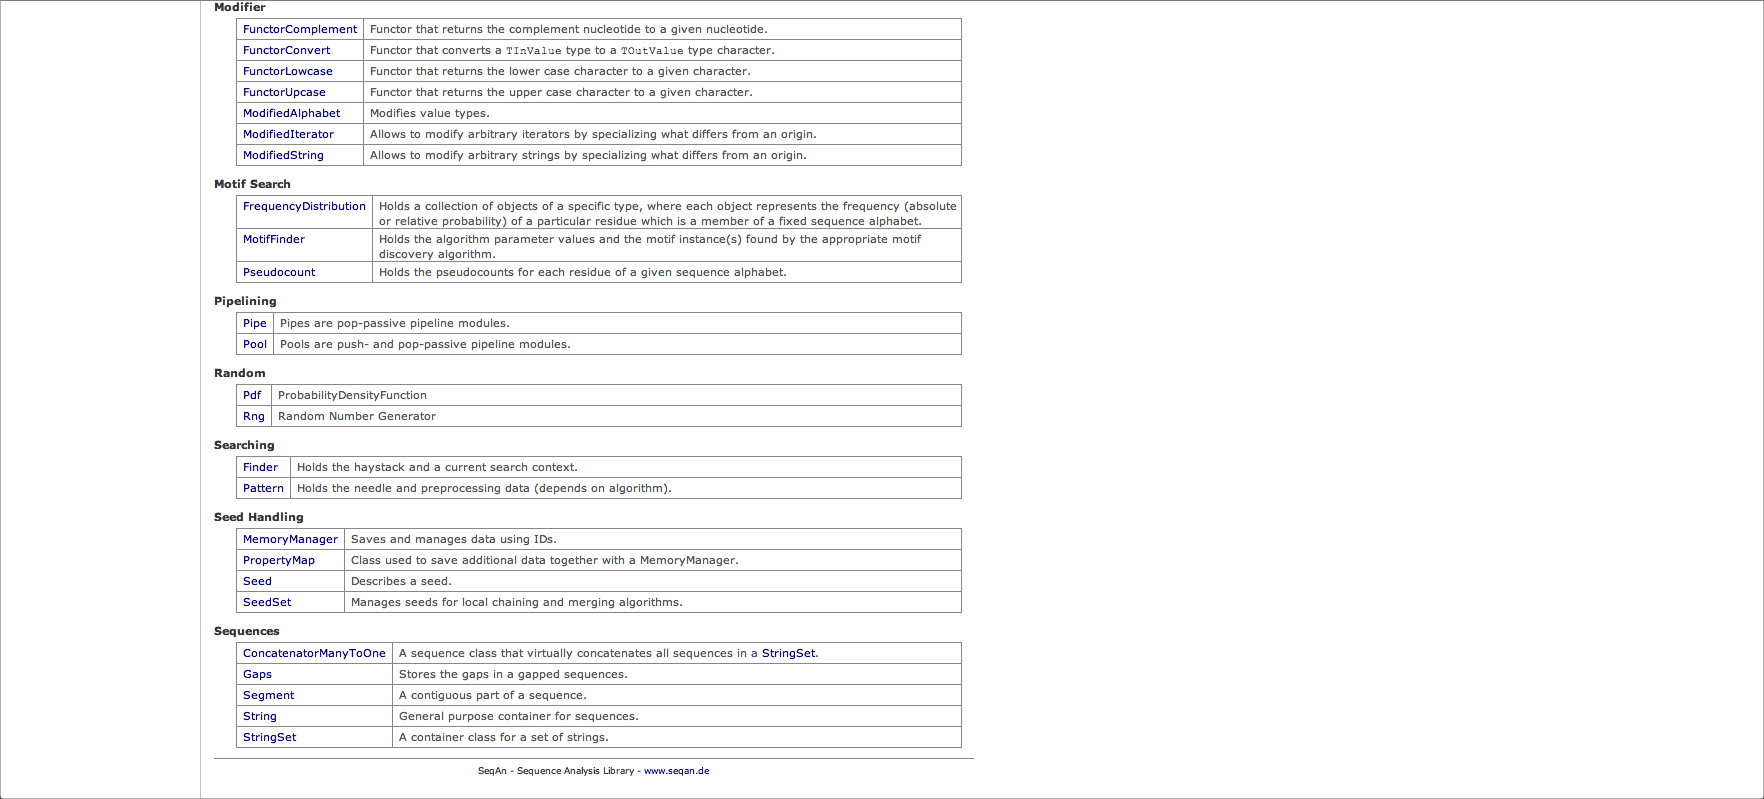 Modifier
FunctorComplement Functor that returns the complement nucleotide to a given nucleotide.
FunctorConvert Functor that converts a TInValue type to a TOutValue type character.
FunctorLowcase Functor that returns the lower case character to a given character.
FunctorUpcase Functor that returns the upper case character to a given character.
ModifiedAlphabet Modifies value types.
ModifiedIterator Allows to modify arbitrary iterators by specializing what differs from an origin.
ModifiedString Allows to modify arbitrary strings by specializing what differs from an origin.
Motif Search
FrequencyDistribution Holds a collection of objects of a specific type, where each object represents the frequency (absolute
or relative probability) of a particular residue which is a member of a fixed sequence alphabet.
MotifFinder Holds the algorithm parameter values and the motif instance(s) found by the appropriate motif
discovery algorithm.
Pseudocount Holds the pseudocounts for each residue of a given sequence alphabet.
Pipelining
Pipe Pipes are pop-passive pipeline modules.
Pool Pools are push- and pop-passive pipeline modules.
Random
Pdf ProbabilityDensityFunction
Rng Random Number Generator
Searching
Finder Holds the haystack and a current search context.
Pattern Holds the needle and preprocessing data (depends on algorithm).
Seed Handling
MemoryManager Saves and manages data using IDs.
PropertyMap Class used to save additional data together with a MemoryManager.
Seed Describes a seed.
SeedSet Manages seeds for local chaining and merging algorithms.
Sequences
ConcatenatorManyToOne A sequence class that virtually concatenates all sequences in a StringSet.
Gaps Stores the gaps in a gapped sequences.
Segment A contiguous part of a sequence.
String General purpose container for sequences.
StringSet A container class for a set of strings.
SeqAn - Sequence Analysis Library - www.seqan.de